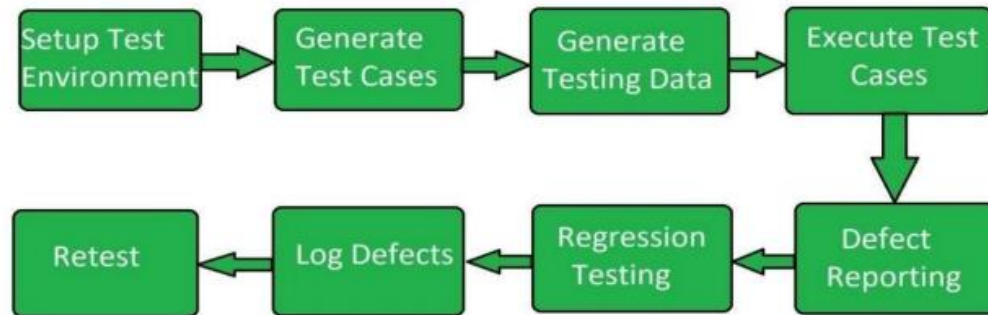 Setup Test
Environment
Generate
Test Cases
Generate
Testing Data
Execute Test
Cases
Defect
Reporting
Regression
Testing
Log Defects
Retest